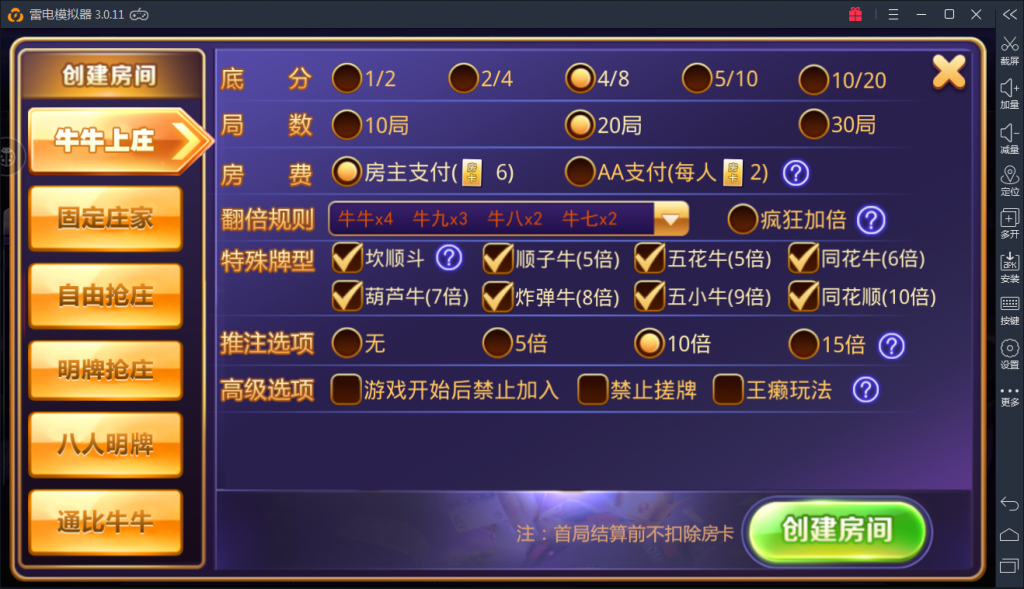 雷电模拟器 3.0.11
创建房间
牛牛上庄
固定庄家
自由抢庄
明牌抢庄
八人明牌
通比牛牛
底 分 1/2 2/4 4/8 5/10 10/20
局 数 10局 20局 30局
房 费 房主支付(房卡 6) AA支付(每人房卡 2) ?
翻倍规则 牛牛x4 牛九x3 牛八x2 牛七x2 疯狂加倍 ?
特殊牌型 坎顺斗 ? 顺子牛(5倍) 五花牛(5倍) 同花牛(6倍)
葫芦牛(7倍) 炸弹牛(8倍) 五小牛(9倍) 同花顺(10倍)
推注选项 无 5倍 10倍 15倍 ?
高级选项 游戏开始后禁止加入 禁止搓牌 王癞玩法 ?
注：首局结算前不扣除房卡
创建房间
截屏
加量
减量
定位
多开
APK
安装
按键
设置
更多